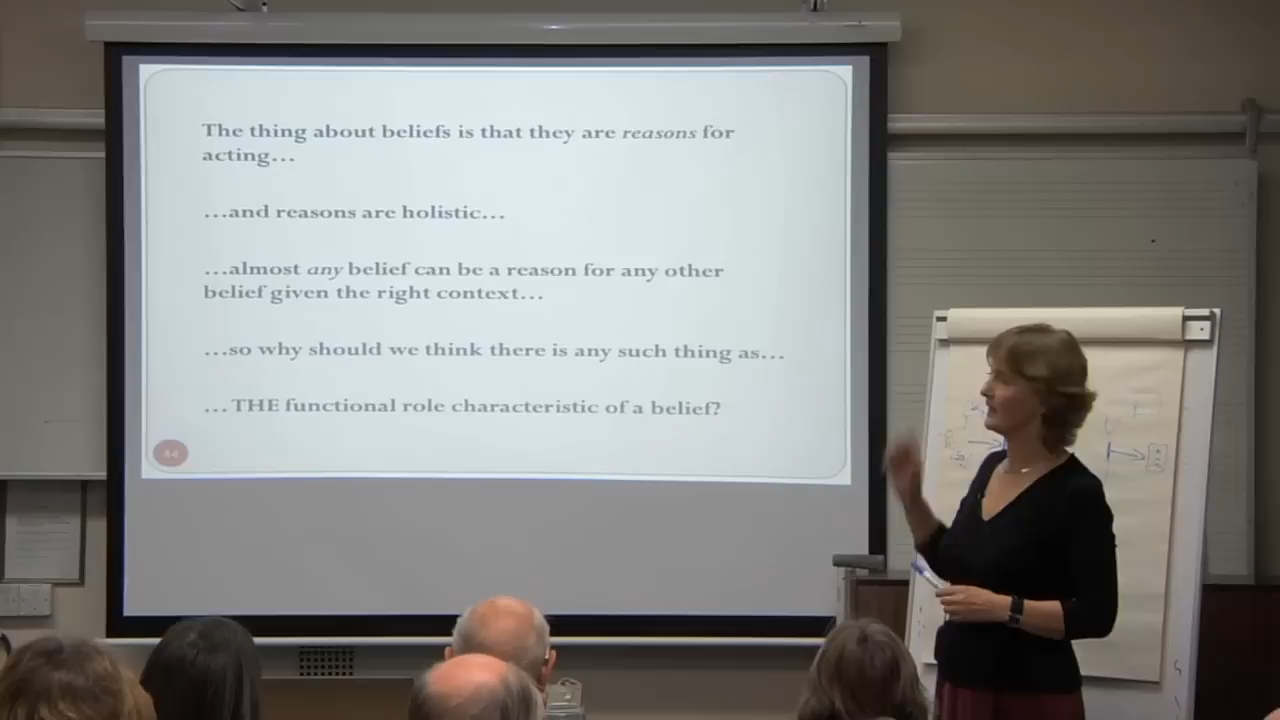 The thing about beliefs is that they are reasons for
acting…
…and reasons are holistic…
…almost any belief can be a reason for any other
belief given the right context…
…so why should we think there is any such thing as…
… THE functional role characteristic of a belief?
44